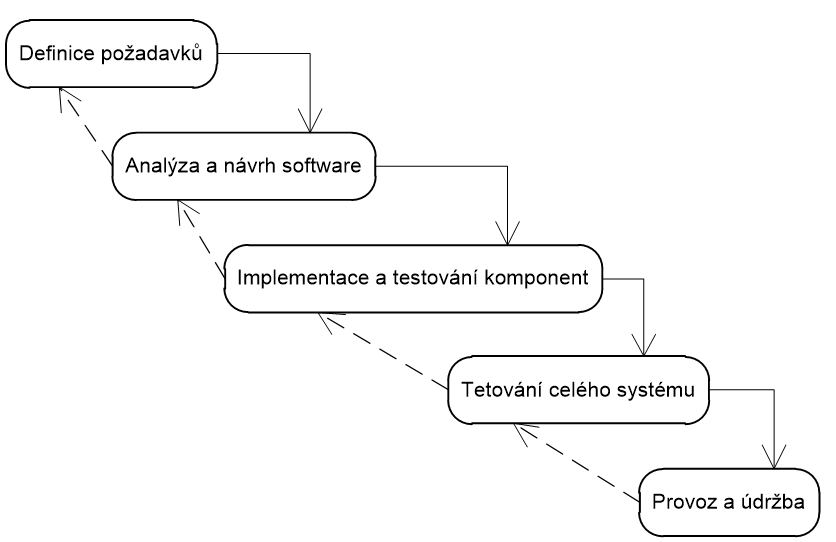 Definice požadavků
Analýza a návrh software
Implementace a testování komponent
Tetování celého systému
Provoz a údržba